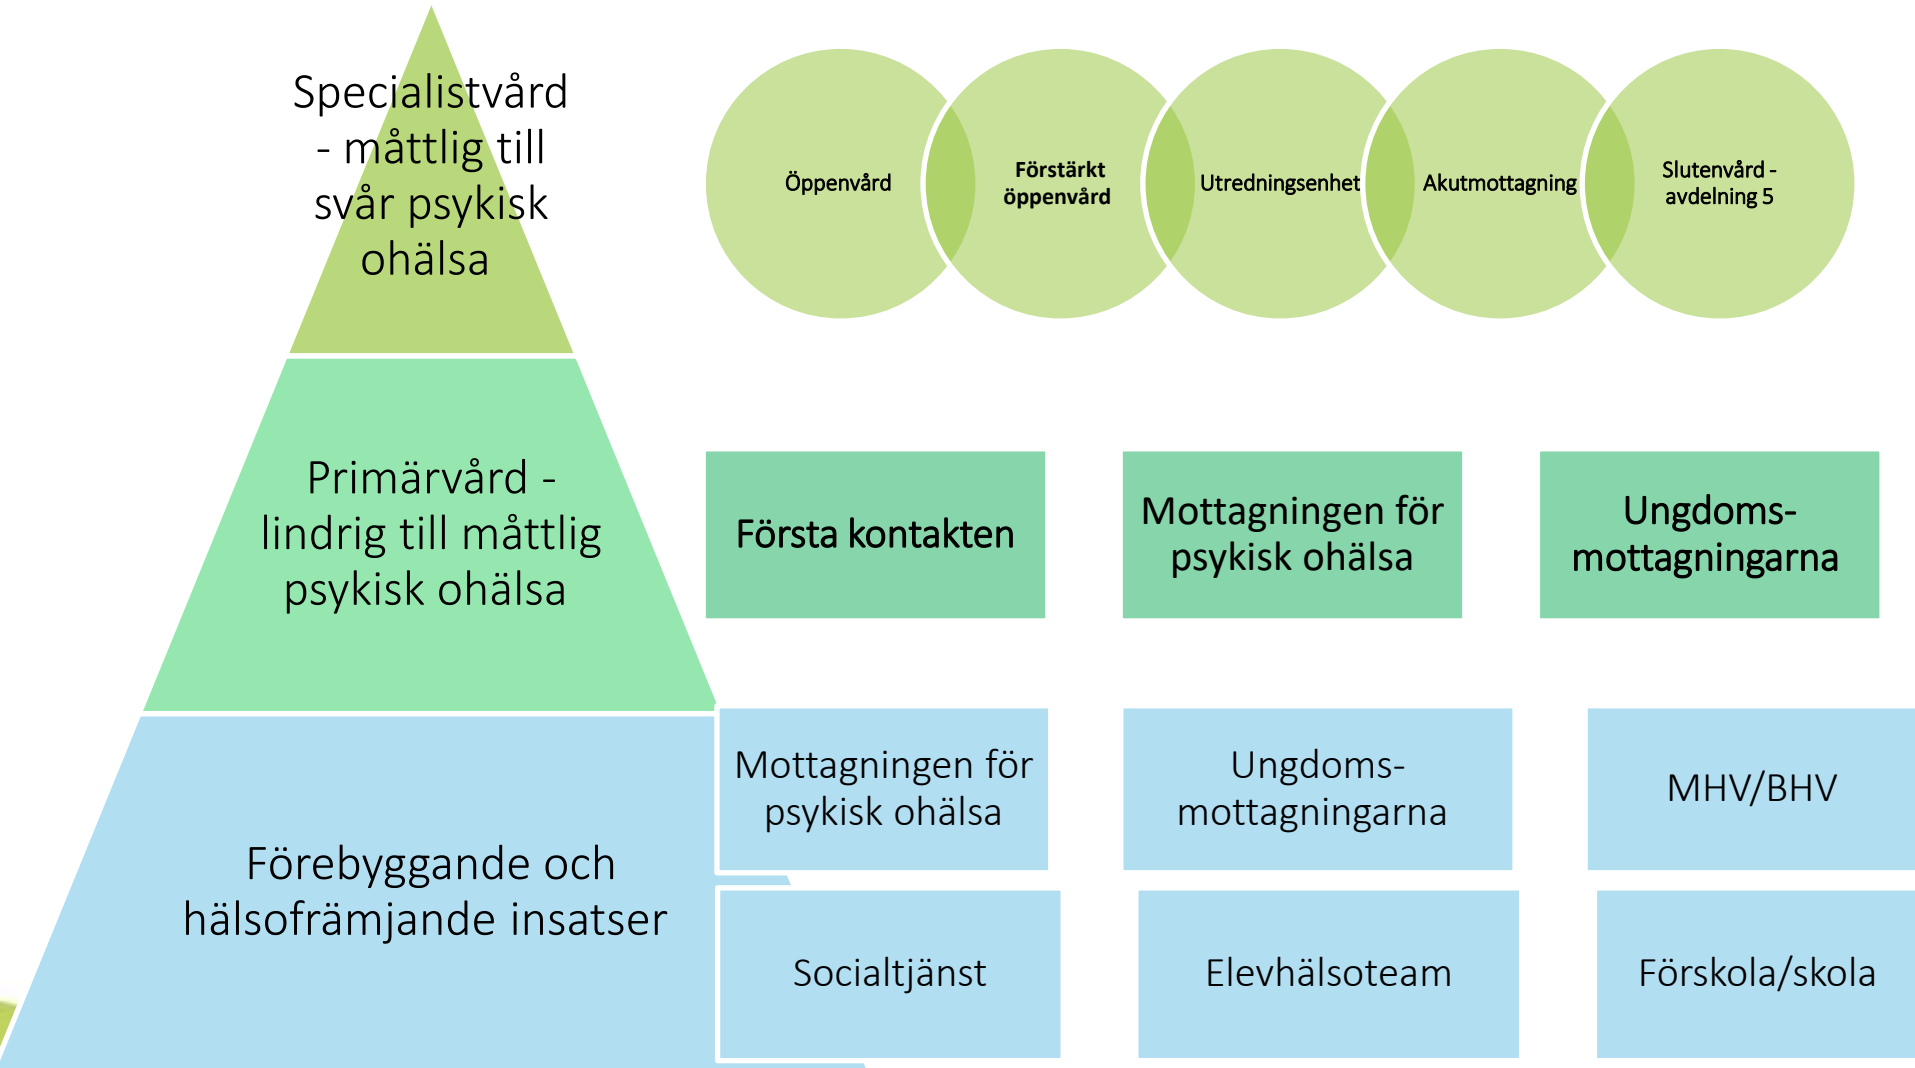 Specialistvård
- måttlig till
svår psykisk
ohälsa
Öppenvård
Förstärkt
öppenvård
Utredningsenhet
Akutmottagning
Slutenvård -
avdelning 5
Primärvård -
lindrig till måttlig
psykisk ohälsa
Första kontakten
Mottagningen för
psykisk ohälsa
Ungdoms-
mottagningarna
Förebyggande och
hälsofrämjande insatser
Mottagningen för
psykisk ohälsa
Ungdoms-
mottagningarna
MHV/BHV
Socialtjänst
Elevhälsoteam
Förskola/skola